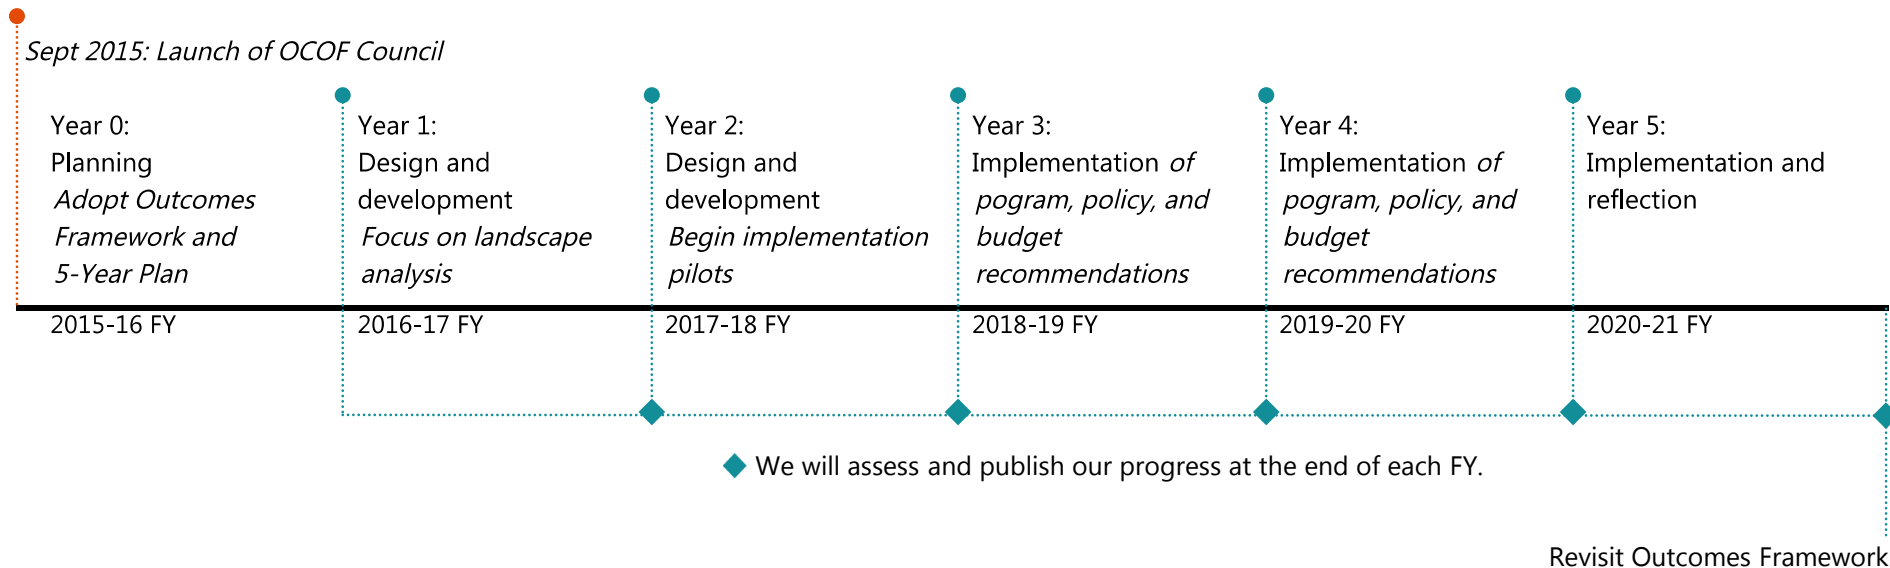 Sept 2015: Launch of OCOF Council
Year 0:
Planning
Adopt Outcomes
Framework and
5-Year Plan
2015-16 FY
Year 1:
Design and
development
Focus on landscape
analysis
2016-17 FY
Year 2:
Design and
development
Begin implementation
pilots
2017-18 FY
Year 3:
Implementation of
pogram, policy, and
budget
recommendations
2018-19 FY
Year 4:
Implementation of
pogram, policy, and
budget
recommendations
2019-20 FY
Year 5:
Implementation and
reflection
2020-21 FY
We will assess and publish our progress at the end of each FY.
Revisit Outcomes Framework